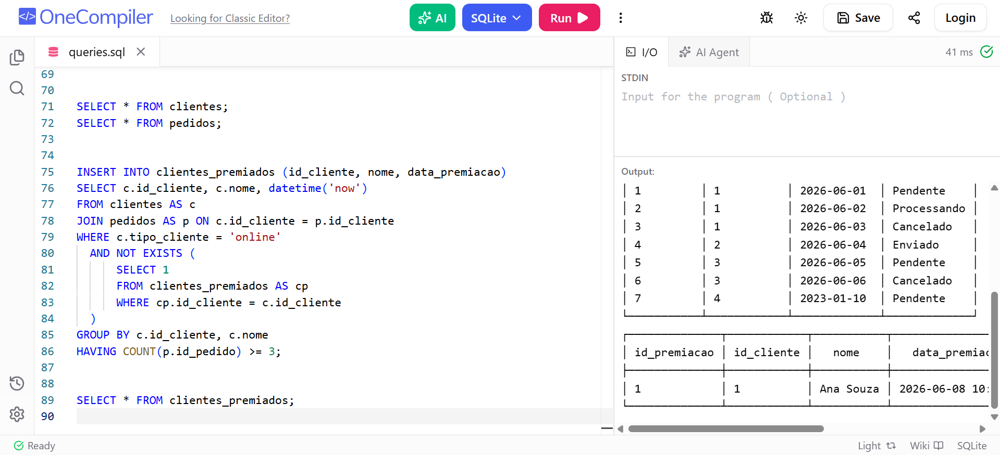 </> OneCompiler
Looking for Classic Editor?
AI
SQLite
Run
Save
Login
queries.sql
69
70
71 SELECT * FROM clientes;
72 SELECT * FROM pedidos;
73
74
75 INSERT INTO clientes_premiados (id_cliente, nome, data_premiacao)
76 SELECT c.id_cliente, c.nome, datetime('now')
77 FROM clientes AS c
78 JOIN pedidos AS p ON c.id_cliente = p.id_cliente
79 WHERE c.tipo_cliente = 'online'
80 AND NOT EXISTS (
81 SELECT 1
82 FROM clientes_premiados AS cp
83 WHERE cp.id_cliente = c.id_cliente
84 )
85 GROUP BY c.id_cliente, c.nome
86 HAVING COUNT(p.id_pedido) >= 3;
87
88
89 SELECT * FROM clientes_premiados;
90
I/O
AI Agent
41 ms
STDIN
Input for the program ( Optional )
Output:
│ 1 │ 1 │ 2026-06-01 │ Pendente │
│ 2 │ 1 │ 2026-06-02 │ Processando │
│ 3 │ 1 │ 2026-06-03 │ Cancelado │
│ 4 │ 2 │ 2026-06-04 │ Enviado │
│ 5 │ 3 │ 2026-06-05 │ Pendente │
│ 6 │ 3 │ 2026-06-06 │ Cancelado │
│ 7 │ 4 │ 2023-01-10 │ Pendente │
│ id_premiacao │ id_cliente │ nome │ data_premiac
│ 1 │ 1 │ Ana Souza │ 2026-06-08 10:
Ready
Light
Wiki
SQLite